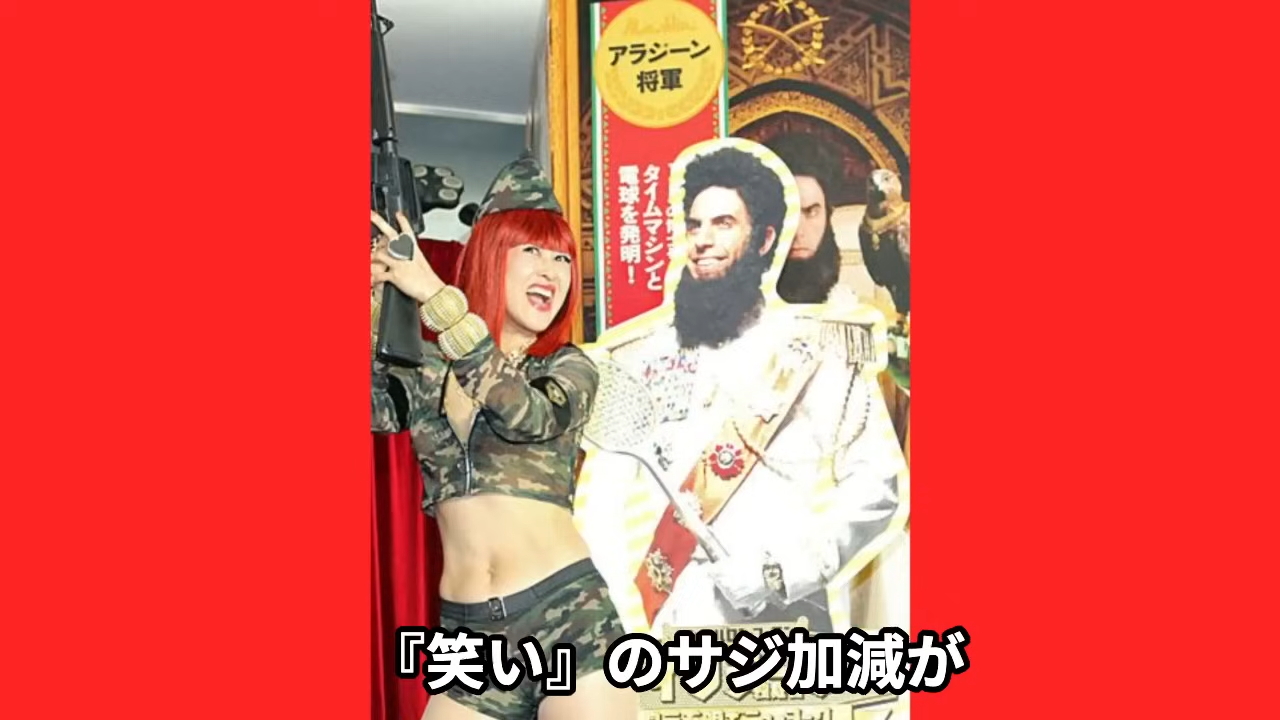 アラジーン
将軍
タイムマシンと
電球を発明！
『笑い』のサジ加減が